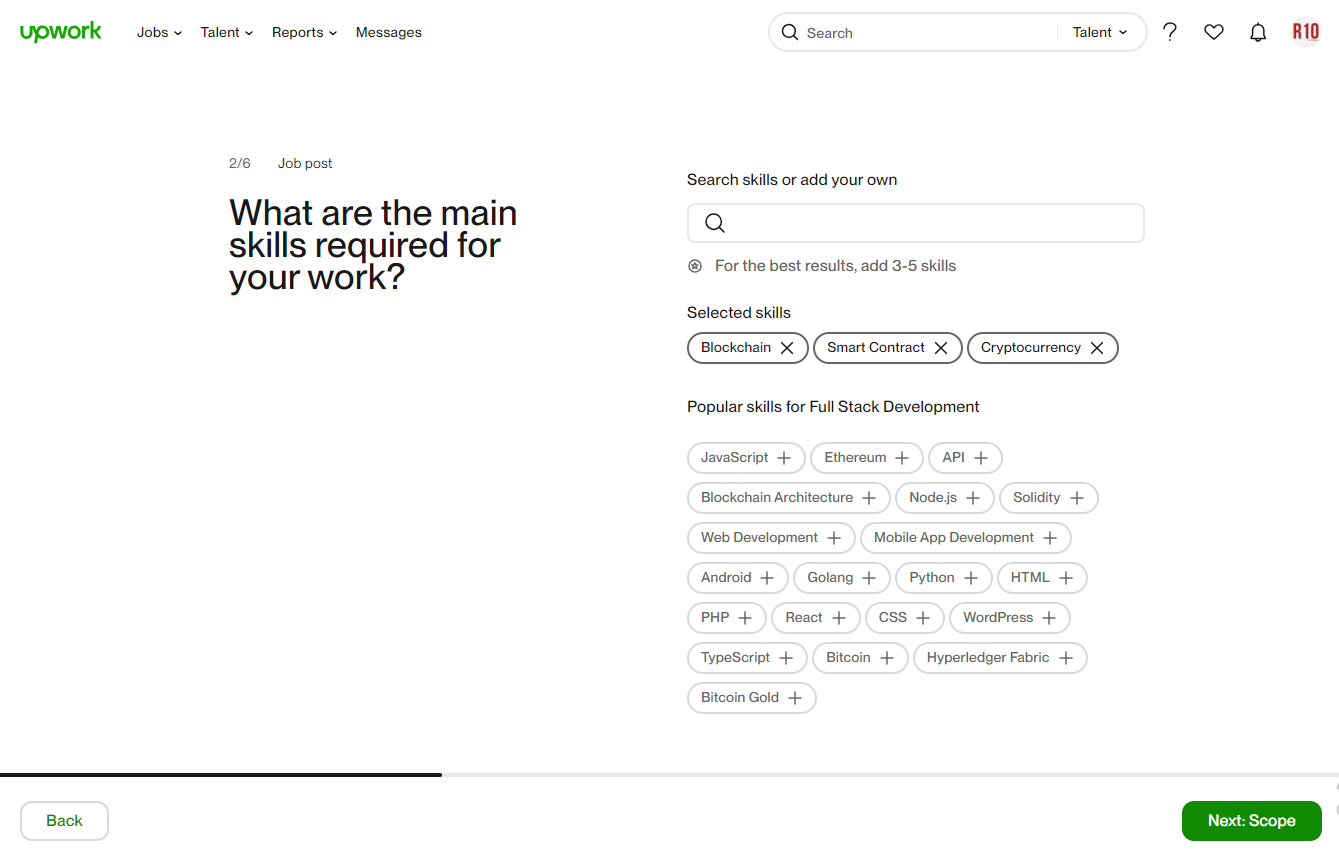 upwork Jobs Talent Reports Messages Search Talent R10
2/6 Job post
What are the main
skills required for
your work?
Search skills or add your own
For the best results, add 3-5 skills
Selected skills
Blockchain Smart Contract Cryptocurrency
Popular skills for Full Stack Development
JavaScript Ethereum API
Blockchain Architecture Node.js Solidity
Web Development Mobile App Development
Android Golang Python HTML
PHP React CSS WordPress
TypeScript Bitcoin Hyperledger Fabric
Bitcoin Gold
Back Next: Scope